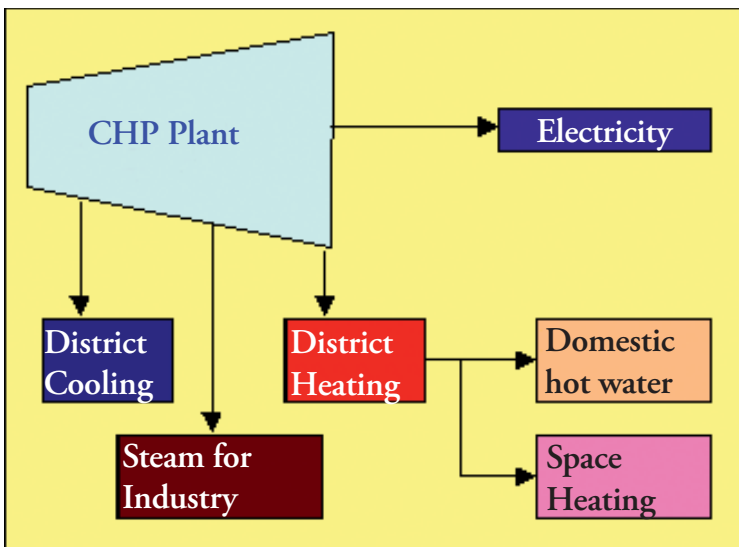 CHP Plant
Electricity
District
Cooling
District
Heating
Domestic
hot water
Steam for
Industry
Space
Heating